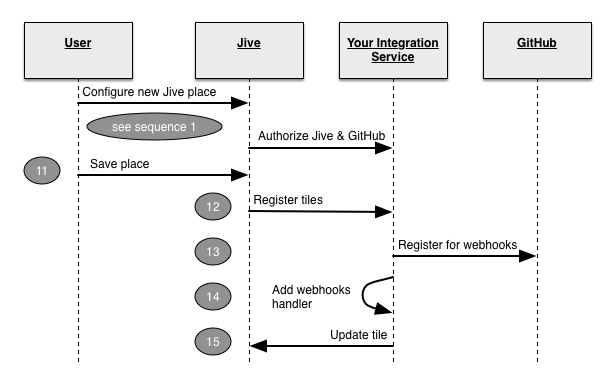 User
Jive
Your Integration
Service
GitHub
Configure new Jive place
see sequence 1
Authorize Jive & GitHub
11
Save place
12
Register tiles
13
Register for webhooks
14
Add webhooks
handler
15
Update tile